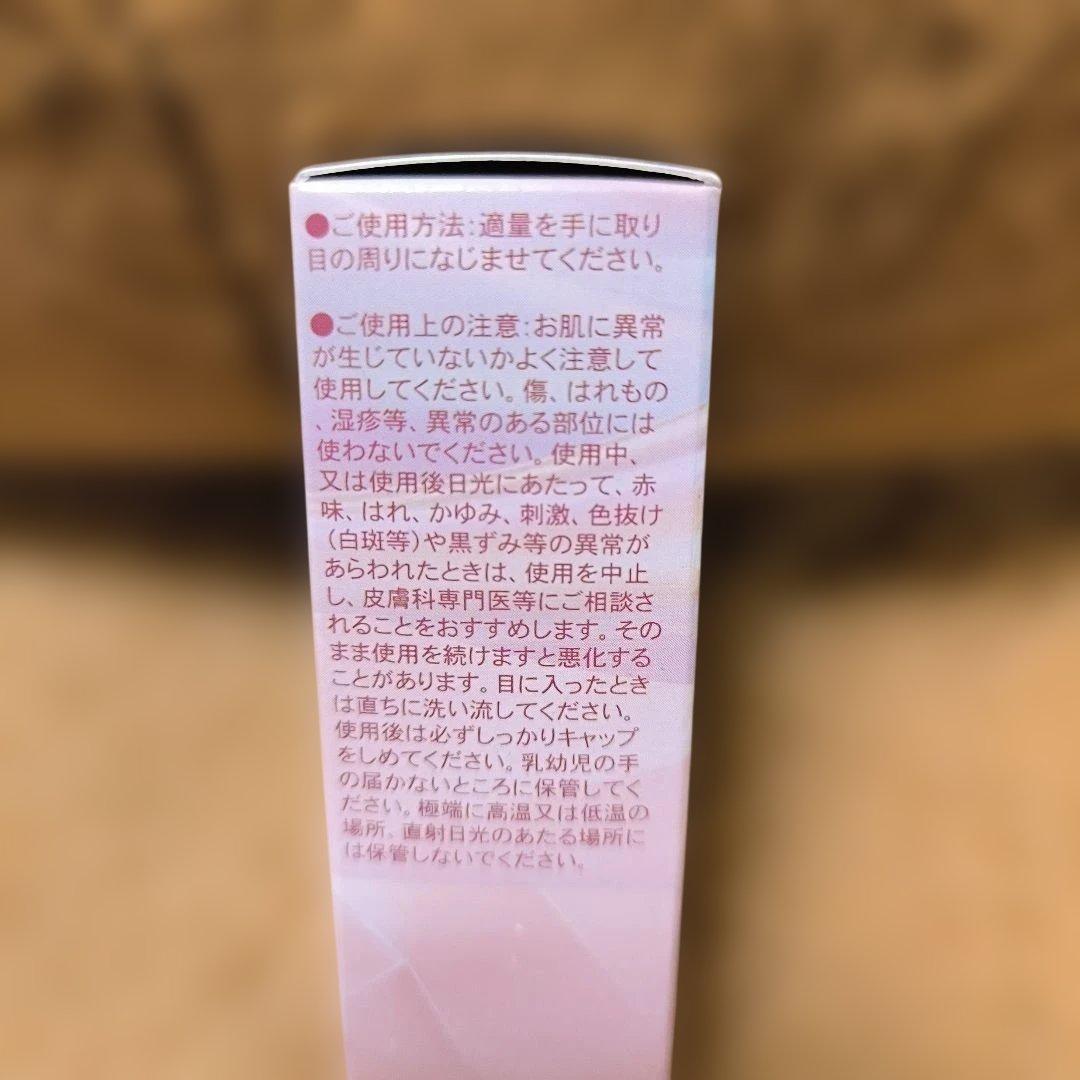 ●ご使用方法:適量を手に取り
目の周りになじませてください。
●ご使用上の注意:お肌に異常
が生じていないかよく注意して
使用してください。傷、はれもの
、湿疹等、異常のある部位には
使わないでください。使用中、
又は使用後日光にあたって、赤
味、はれ、かゆみ、刺激、色抜け
(白斑等)や黒ずみ等の異常が
あらわれたときは、使用を中止
し、皮膚科専門医等にご相談さ
れることをおすすめします。その
まま使用を続けますと悪化する
ことがあります。目に入ったとき
は直ちに洗い流してください。
使用後は必ずしっかりキャップ
をしめてください。乳幼児の手
の届かないところに保管してく
ださい。極端に高温又は低温の
場所、直射日光のあたる場所に
は保管しないでください。